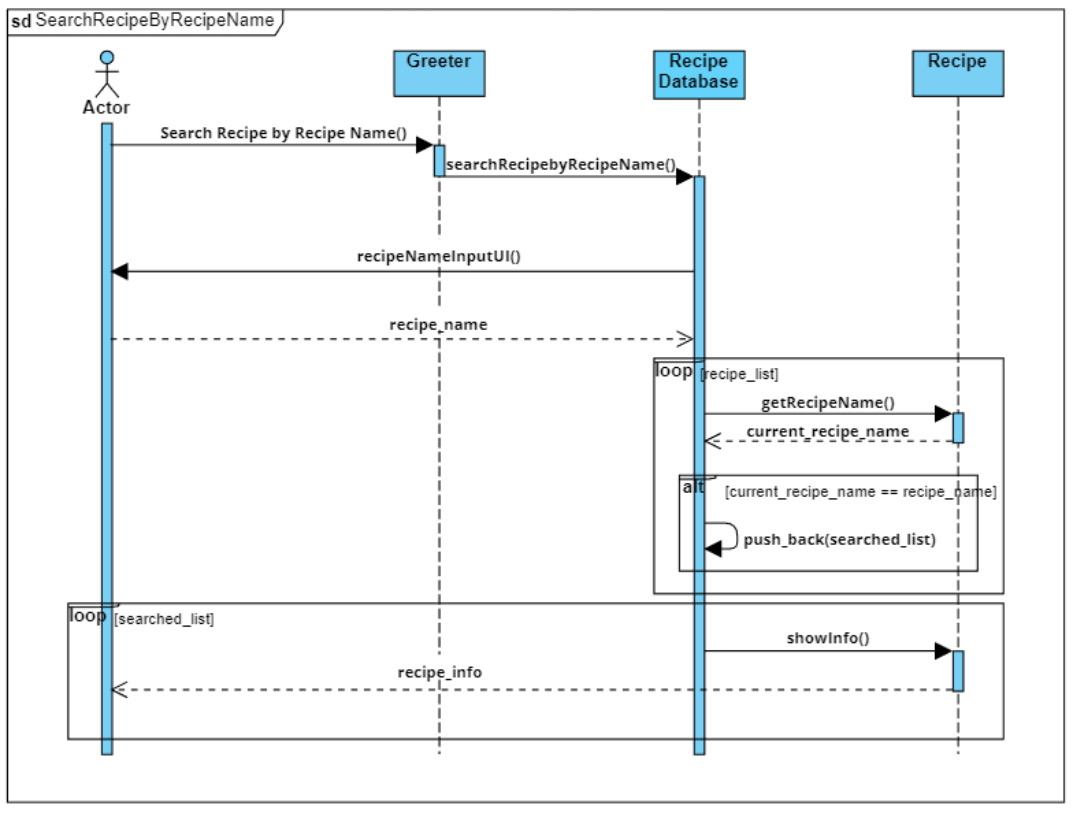 sd SearchRecipeByRecipeName
Actor
Greeter
Recipe
Database
Recipe
Search Recipe by Recipe Name()
searchRecipebyRecipeName()
recipeNameInputUI()
recipe_name
loop [recipe_list]
getRecipeName()
current_recipe_name
alt [current_recipe_name == recipe_name]
push_back(searched_list)
loop [searched_list]
showInfo()
recipe_info